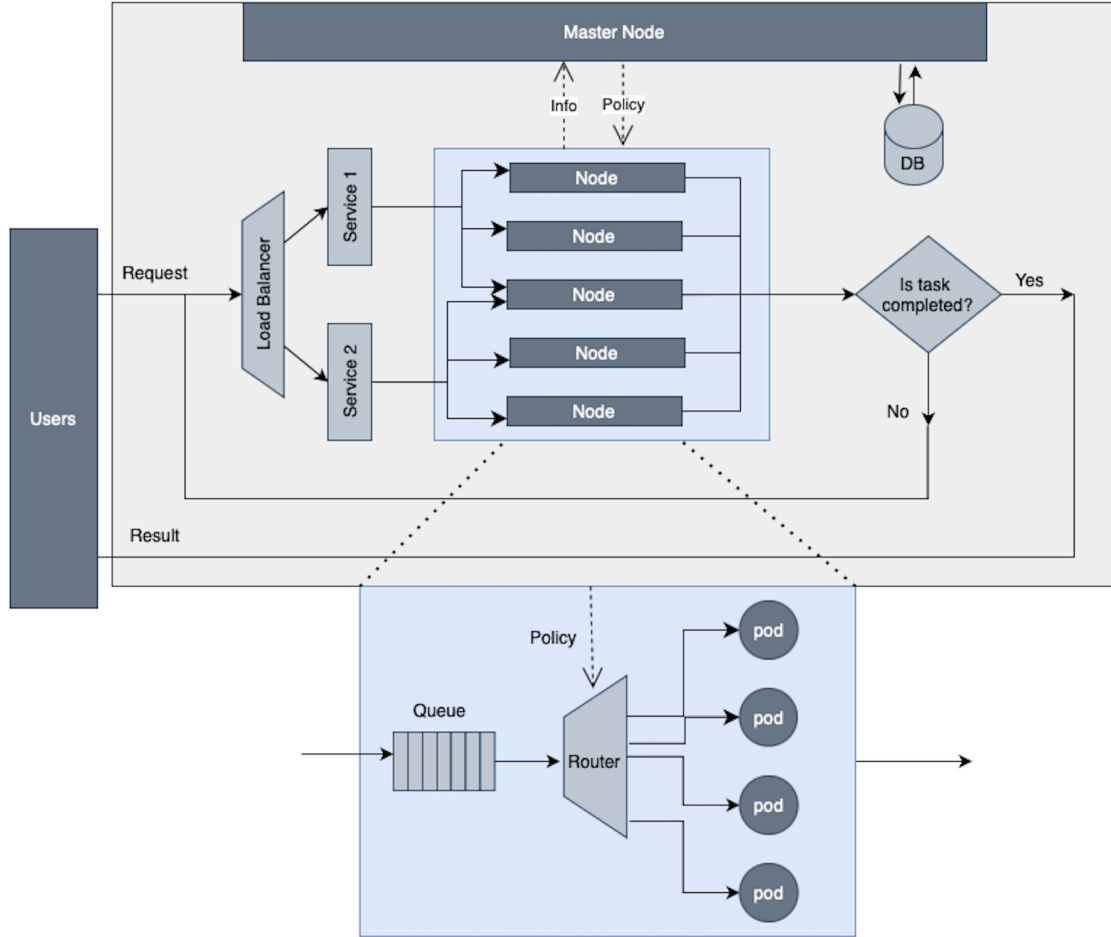 Master Node
Info
Policy
DB
Service 1
Node
Node
Node
Node
Node
Load Balancer
Service 2
Request
Is task
completed?
Yes
No
Users
Result
Policy
Queue
Router
pod
pod
pod
pod